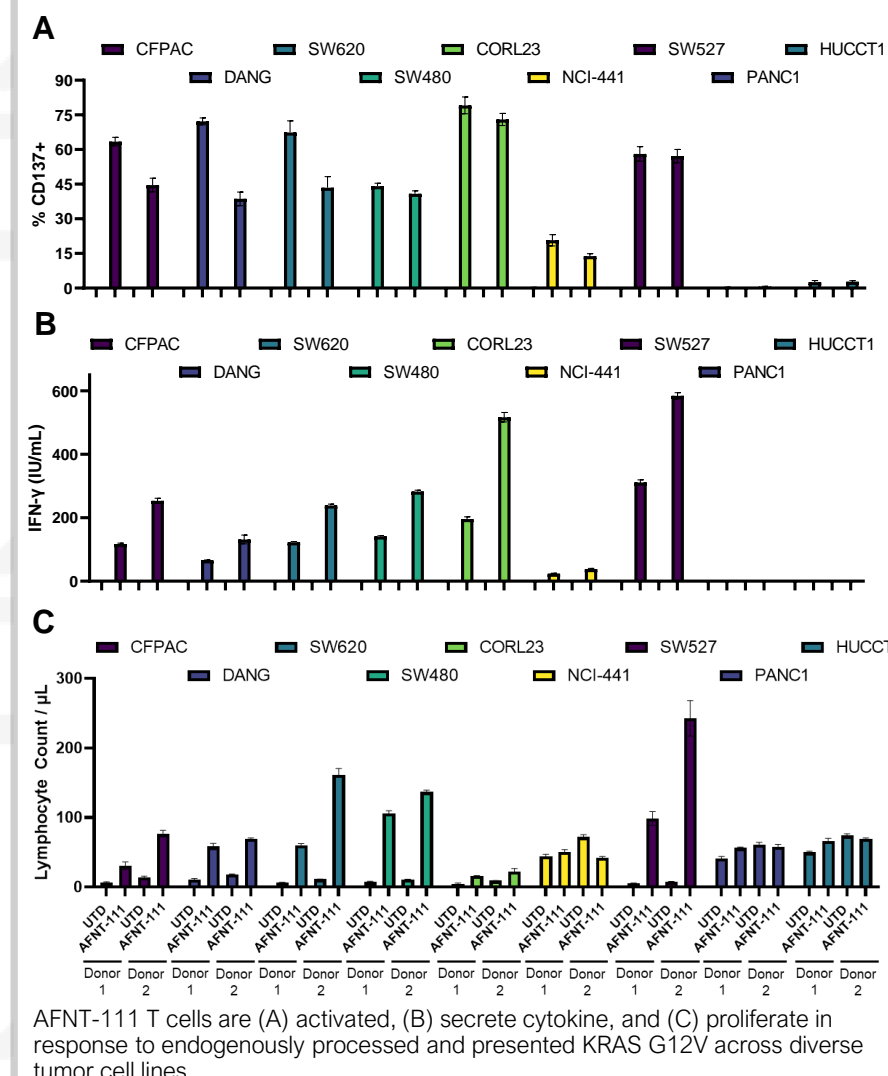 A
CFPAC SW620 CORL23 SW527 HUCCT1
DANG SW480 NCI-441 PANC1
% CD137+
90
75
60
45
30
15
0
B
CFPAC SW620 CORL23 SW527 HUCCT1
DANG SW480 NCI-441 PANC1
IFN-γ (IU/mL)
600
400
200
0
C
CFPAC SW620 CORL23 SW527 HUCCT
DANG SW480 NCI-441 PANC1
Lymphocyte Count / µL
300
200
100
0
UTD AFNT-111 UTD AFNT-111 UTD AFNT-111 UTD AFNT-111 UTD AFNT-111 UTD AFNT-111 UTD AFNT-111 UTD AFNT-111 UTD AFNT-111 UTD AFNT-111 UTD AFNT-111 UTD AFNT-111 UTD AFNT-111 UTD AFNT-111 UTD AFNT-111 UTD AFNT-111 UTD AFNT-111 UTD AFNT-111
Donor Donor Donor Donor Donor Donor Donor Donor Donor Donor Donor Donor Donor Donor Donor Donor Donor Donor
1 2 1 2 1 2 1 2 1 2 1 2 1 2 1 2 1 2
AFNT-111 T cells are (A) activated, (B) secrete cytokine, and (C) proliferate in
response to endogenously processed and presented KRAS G12V across diverse
tumor cell lines